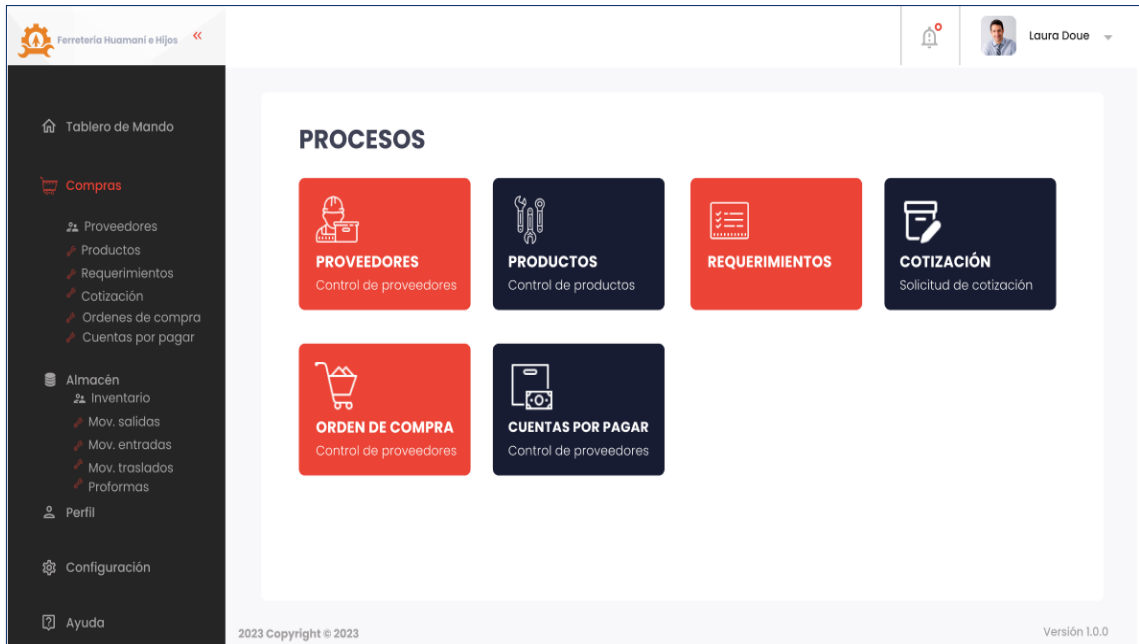 Ferretería Huamani e Hijos
Laura Doue
Tablero de Mando
Compras
Proveedores
Productos
Requerimientos
Cotización
Ordenes de compra
Cuentas por pagar
Almacén
Inventario
Mov. salidas
Mov. entradas
Mov. traslados
Proformas
Perfil
Configuración
Ayuda
PROCESOS
PROVEEDORES
Control de proveedores
PRODUCTOS
Control de productos
REQUERIMIENTOS
COTIZACIÓN
Solicitud de cotización
ORDEN DE COMPRA
Control de proveedores
CUENTAS POR PAGAR
Control de proveedores
2023 Copyright © 2023
Versión 1.0.0